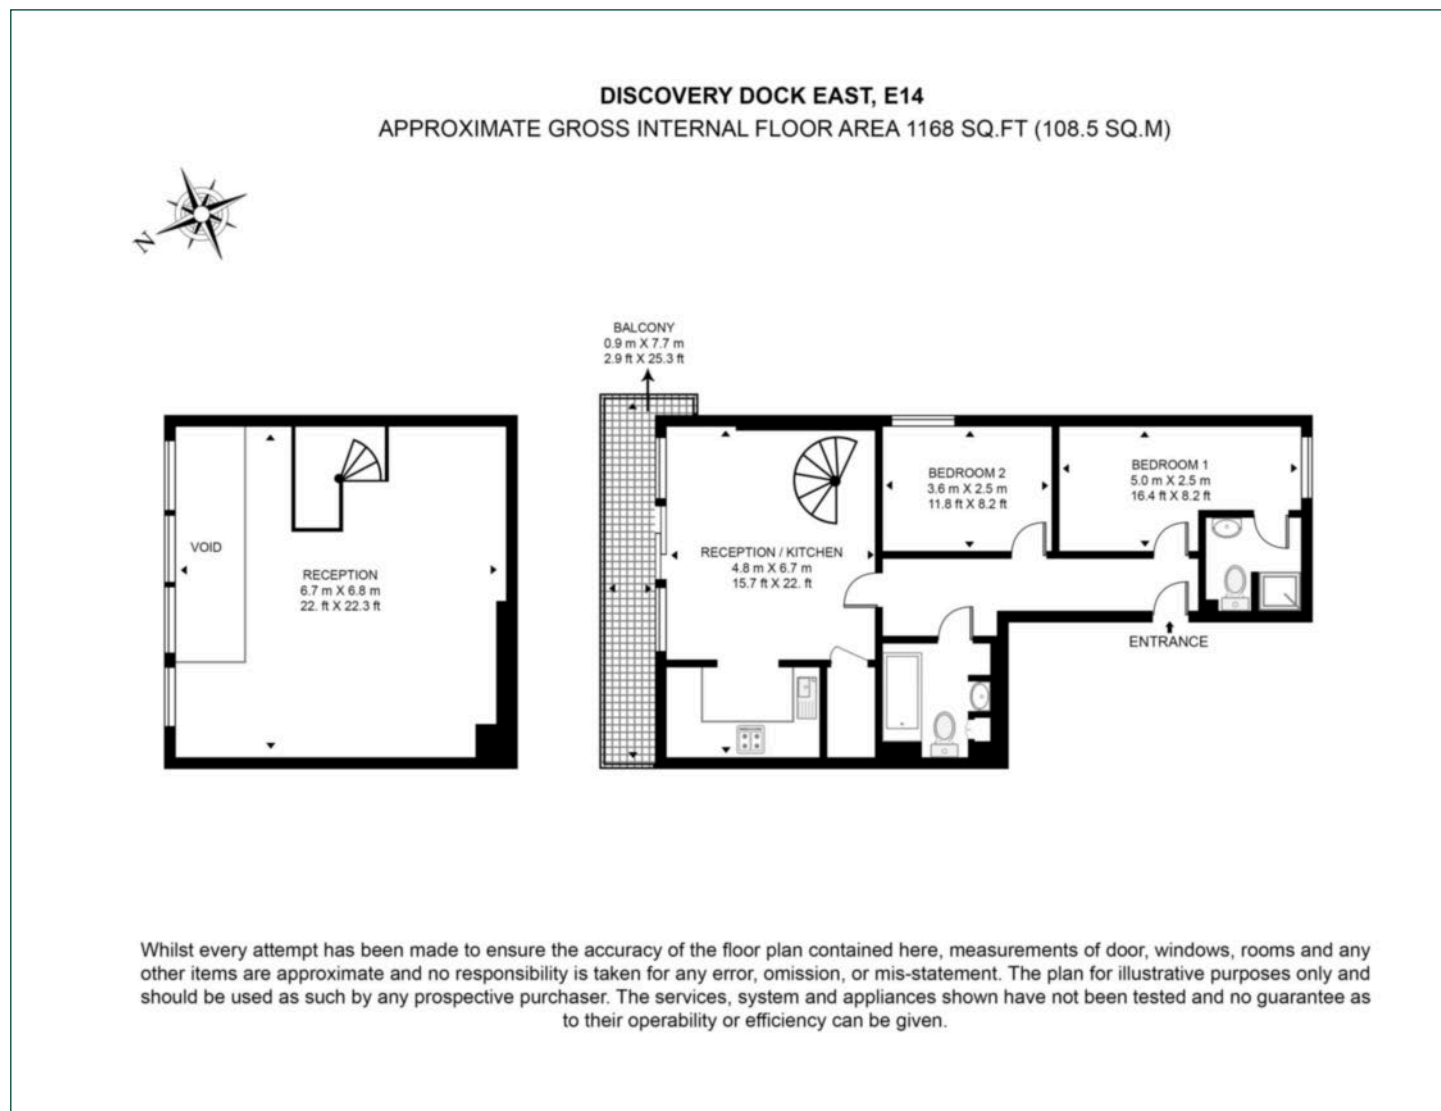 DISCOVERY DOCK EAST, E14
APPROXIMATE GROSS INTERNAL FLOOR AREA 1168 SQ.FT (108.5 SQ.M)
N
BALCONY
0.9 m X 7.7 m
2.9 ft X 25.3 ft
VOID
RECEPTION
6.7 m X 6.8 m
22. ft X 22.3 ft
RECEPTION / KITCHEN
4.8 m X 6.7 m
15.7 ft X 22. ft
BEDROOM 2
3.6 m X 2.5 m
11.8 ft X 8.2 ft
BEDROOM 1
5.0 m X 2.5 m
16.4 ft X 8.2 ft
ENTRANCE
Whilst every attempt has been made to ensure the accuracy of the floor plan contained here, measurements of door, windows, rooms and any
other items are approximate and no responsibility is taken for any error, omission, or mis-statement. The plan for illustrative purposes only and
should be used as such by any prospective purchaser. The services, system and appliances shown have not been tested and no guarantee as
to their operability or efficiency can be given.